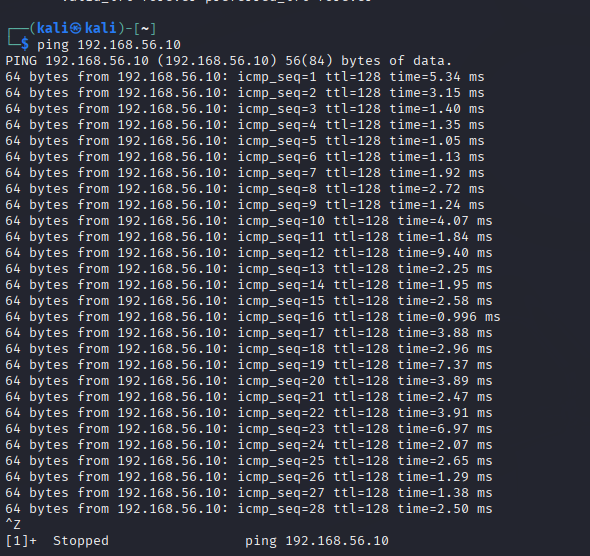 ┌──(kali㉿kali)-[~]
└─$ ping 192.168.56.10
PING 192.168.56.10 (192.168.56.10) 56(84) bytes of data.
64 bytes from 192.168.56.10: icmp_seq=1 ttl=128 time=5.34 ms
64 bytes from 192.168.56.10: icmp_seq=2 ttl=128 time=3.15 ms
64 bytes from 192.168.56.10: icmp_seq=3 ttl=128 time=1.40 ms
64 bytes from 192.168.56.10: icmp_seq=4 ttl=128 time=1.35 ms
64 bytes from 192.168.56.10: icmp_seq=5 ttl=128 time=1.05 ms
64 bytes from 192.168.56.10: icmp_seq=6 ttl=128 time=1.13 ms
64 bytes from 192.168.56.10: icmp_seq=7 ttl=128 time=1.92 ms
64 bytes from 192.168.56.10: icmp_seq=8 ttl=128 time=2.72 ms
64 bytes from 192.168.56.10: icmp_seq=9 ttl=128 time=1.24 ms
64 bytes from 192.168.56.10: icmp_seq=10 ttl=128 time=4.07 ms
64 bytes from 192.168.56.10: icmp_seq=11 ttl=128 time=1.84 ms
64 bytes from 192.168.56.10: icmp_seq=12 ttl=128 time=9.40 ms
64 bytes from 192.168.56.10: icmp_seq=13 ttl=128 time=2.25 ms
64 bytes from 192.168.56.10: icmp_seq=14 ttl=128 time=1.95 ms
64 bytes from 192.168.56.10: icmp_seq=15 ttl=128 time=2.58 ms
64 bytes from 192.168.56.10: icmp_seq=16 ttl=128 time=0.996 ms
64 bytes from 192.168.56.10: icmp_seq=17 ttl=128 time=3.88 ms
64 bytes from 192.168.56.10: icmp_seq=18 ttl=128 time=2.96 ms
64 bytes from 192.168.56.10: icmp_seq=19 ttl=128 time=7.37 ms
64 bytes from 192.168.56.10: icmp_seq=20 ttl=128 time=3.89 ms
64 bytes from 192.168.56.10: icmp_seq=21 ttl=128 time=2.47 ms
64 bytes from 192.168.56.10: icmp_seq=22 ttl=128 time=3.91 ms
64 bytes from 192.168.56.10: icmp_seq=23 ttl=128 time=6.97 ms
64 bytes from 192.168.56.10: icmp_seq=24 ttl=128 time=2.07 ms
64 bytes from 192.168.56.10: icmp_seq=25 ttl=128 time=2.65 ms
64 bytes from 192.168.56.10: icmp_seq=26 ttl=128 time=1.29 ms
64 bytes from 192.168.56.10: icmp_seq=27 ttl=128 time=1.38 ms
64 bytes from 192.168.56.10: icmp_seq=28 ttl=128 time=2.50 ms
^Z
[1]+  Stopped                 ping 192.168.56.10